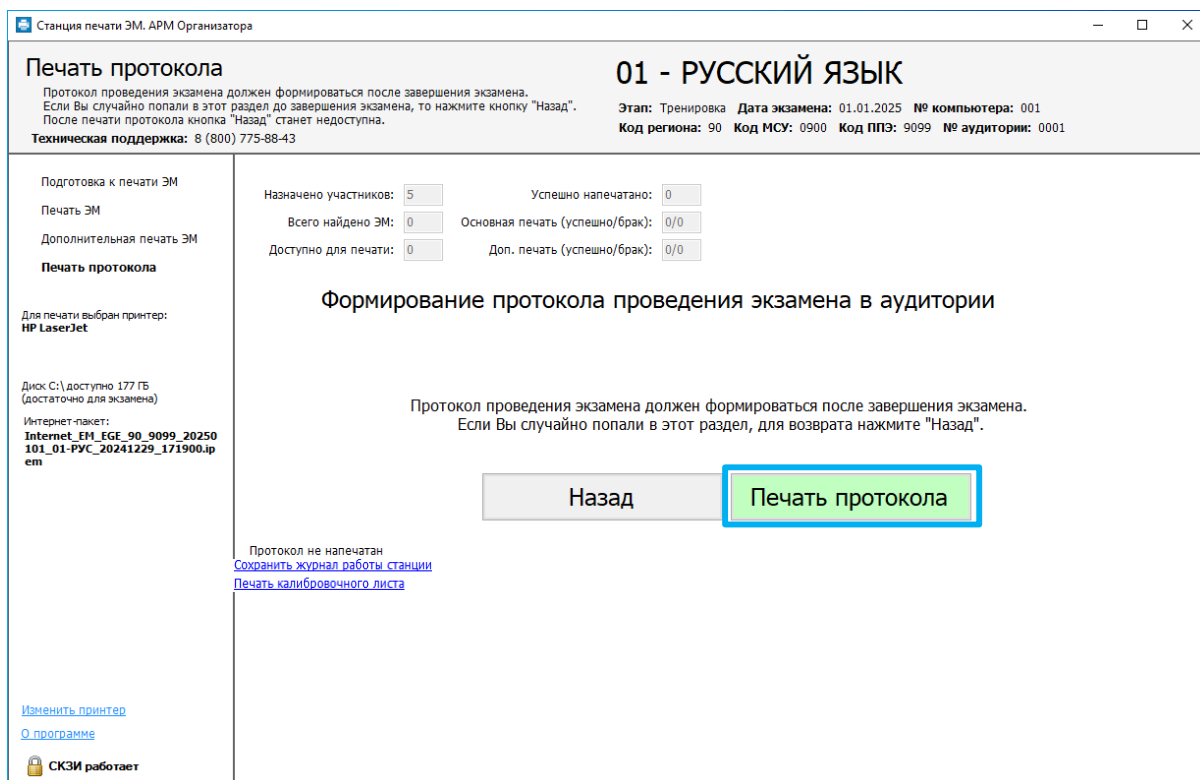 Станция печати ЭМ. АРМ Организатора
Печать протокола
Протокол проведения экзамена должен формироваться после завершения экзамена.
Если Вы случайно попали в этот раздел до завершения экзамена, то нажмите кнопку "Назад".
После печати протокола кнопка "Назад" станет недоступна.
Техническая поддержка: 8 (800) 775-88-43
01 - РУССКИЙ ЯЗЫК
Этап: Тренировка Дата экзамена: 01.01.2025 № компьютера: 001
Код региона: 90 Код МСУ: 0900 Код ППЭ: 9099 № аудитории: 0001
Подготовка к печати ЭМ
Печать ЭМ
Дополнительная печать ЭМ
Печать протокола
Для печати выбран принтер:
HP LaserJet
Диск C:\ доступно 177 ГБ
(достаточно для экзамена)
Интернет-пакет:
Internet_EM_EGE_90_9099_20250
101_01-РУС_20241229_171900.ip
em
Изменить принтер
О программе
СКЗИ работает
Назначено участников: 5 Успешно напечатано: 0
Всего найдено ЭМ: 0 Основная печать (успешно/брак): 0/0
Доступно для печати: 0 Доп. печать (успешно/брак): 0/0
Формирование протокола проведения экзамена в аудитории
Протокол проведения экзамена должен формироваться после завершения экзамена.
Если Вы случайно попали в этот раздел, для возврата нажмите "Назад".
Назад Печать протокола
Протокол не напечатан
Сохранить журнал работы станции
Печать калибровочного листа